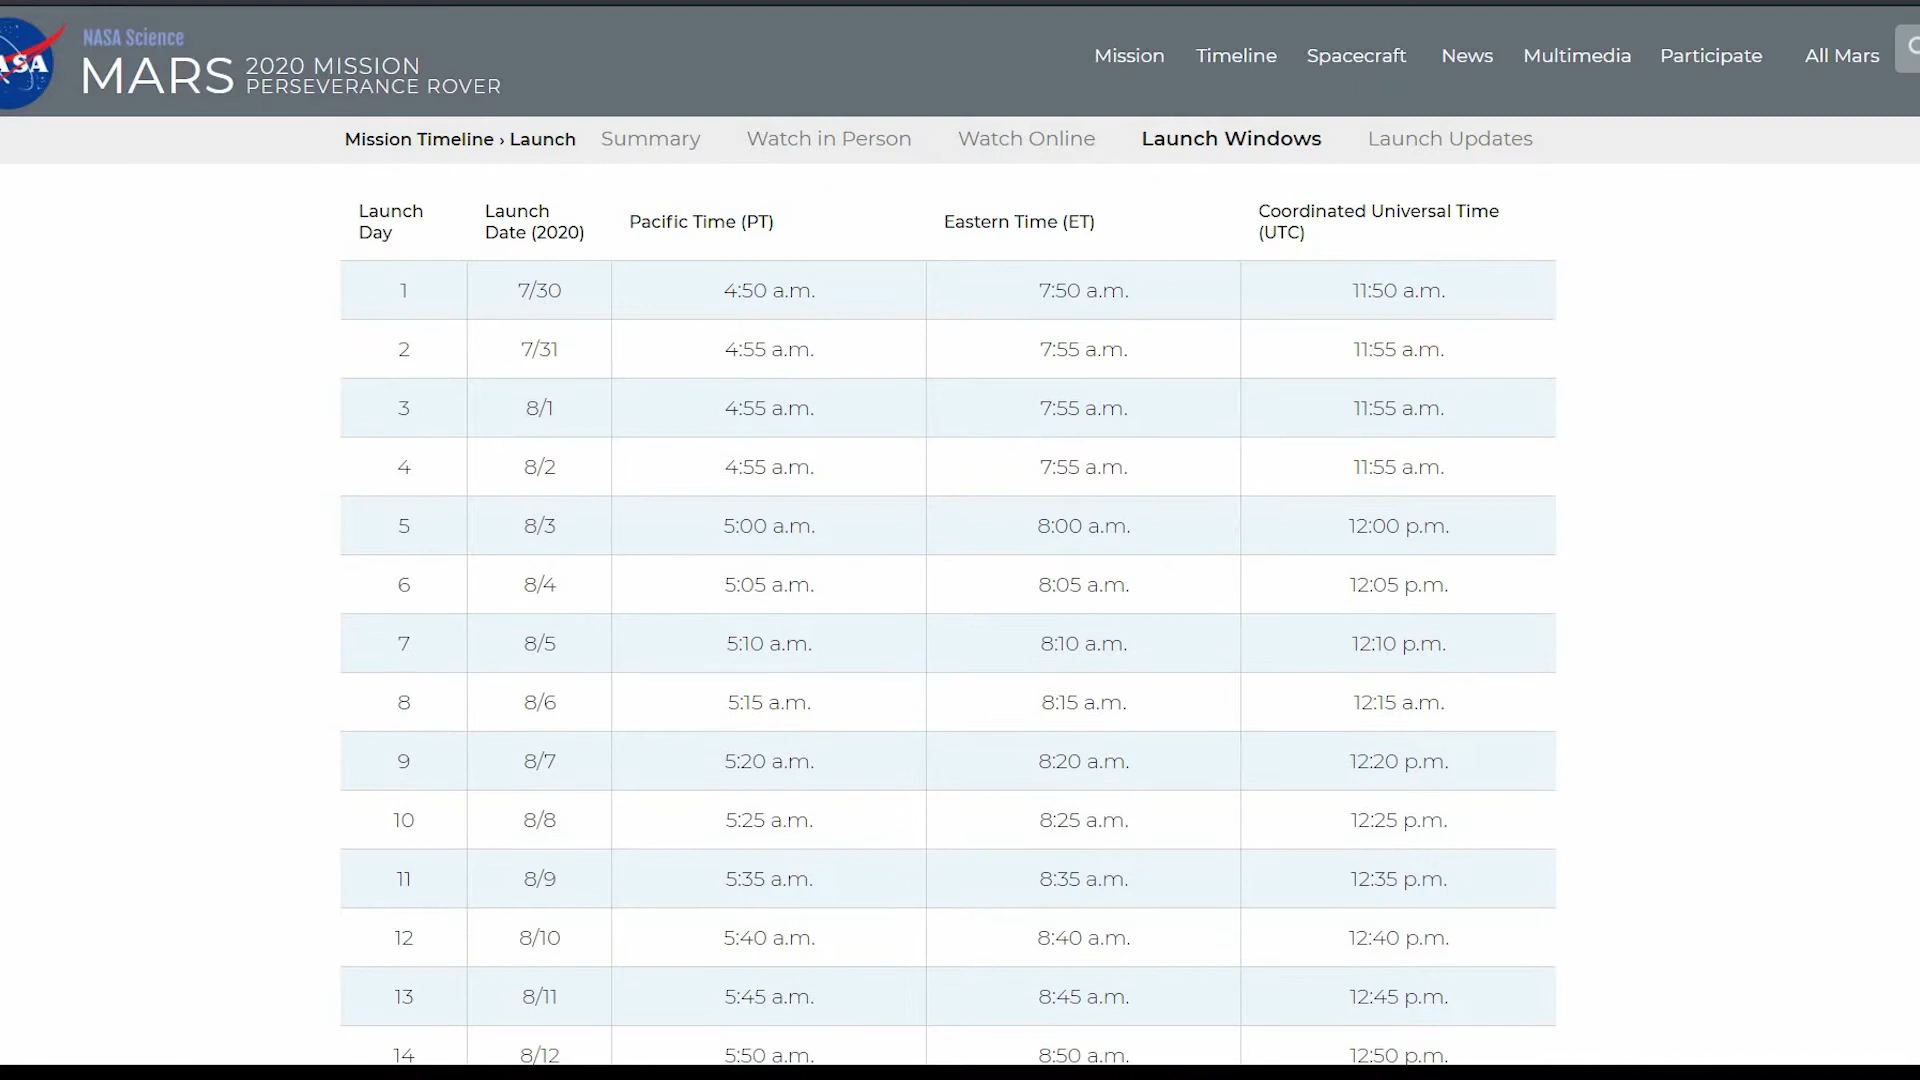 NASA Science
MARS 2020 MISSION
PERSEVERANCE ROVER
Mission Timeline Spacecraft News Multimedia Participate All Mars
Mission Timeline › Launch Summary Watch in Person Watch Online Launch Windows Launch Updates
Launch Day Launch Date (2020) Pacific Time (PT) Eastern Time (ET) Coordinated Universal Time (UTC)
1 7/30 4:50 a.m. 7:50 a.m. 11:50 a.m.
2 7/31 4:55 a.m. 7:55 a.m. 11:55 a.m.
3 8/1 4:55 a.m. 7:55 a.m. 11:55 a.m.
4 8/2 4:55 a.m. 7:55 a.m. 11:55 a.m.
5 8/3 5:00 a.m. 8:00 a.m. 12:00 p.m.
6 8/4 5:05 a.m. 8:05 a.m. 12:05 p.m.
7 8/5 5:10 a.m. 8:10 a.m. 12:10 p.m.
8 8/6 5:15 a.m. 8:15 a.m. 12:15 a.m.
9 8/7 5:20 a.m. 8:20 a.m. 12:20 p.m.
10 8/8 5:25 a.m. 8:25 a.m. 12:25 p.m.
11 8/9 5:35 a.m. 8:35 a.m. 12:35 p.m.
12 8/10 5:40 a.m. 8:40 a.m. 12:40 p.m.
13 8/11 5:45 a.m. 8:45 a.m. 12:45 p.m.
14 8/12 5:50 a.m. 8:50 a.m. 12:50 p.m.